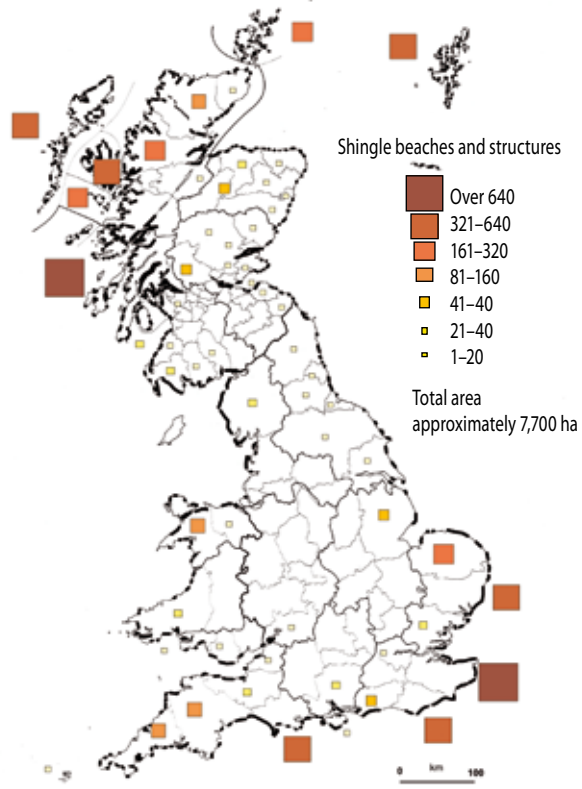 Shingle beaches and structures
Over 640
321–640
161–320
81–160
41–40
21–40
1–20
Total area
approximately 7,700 ha
km
0 100